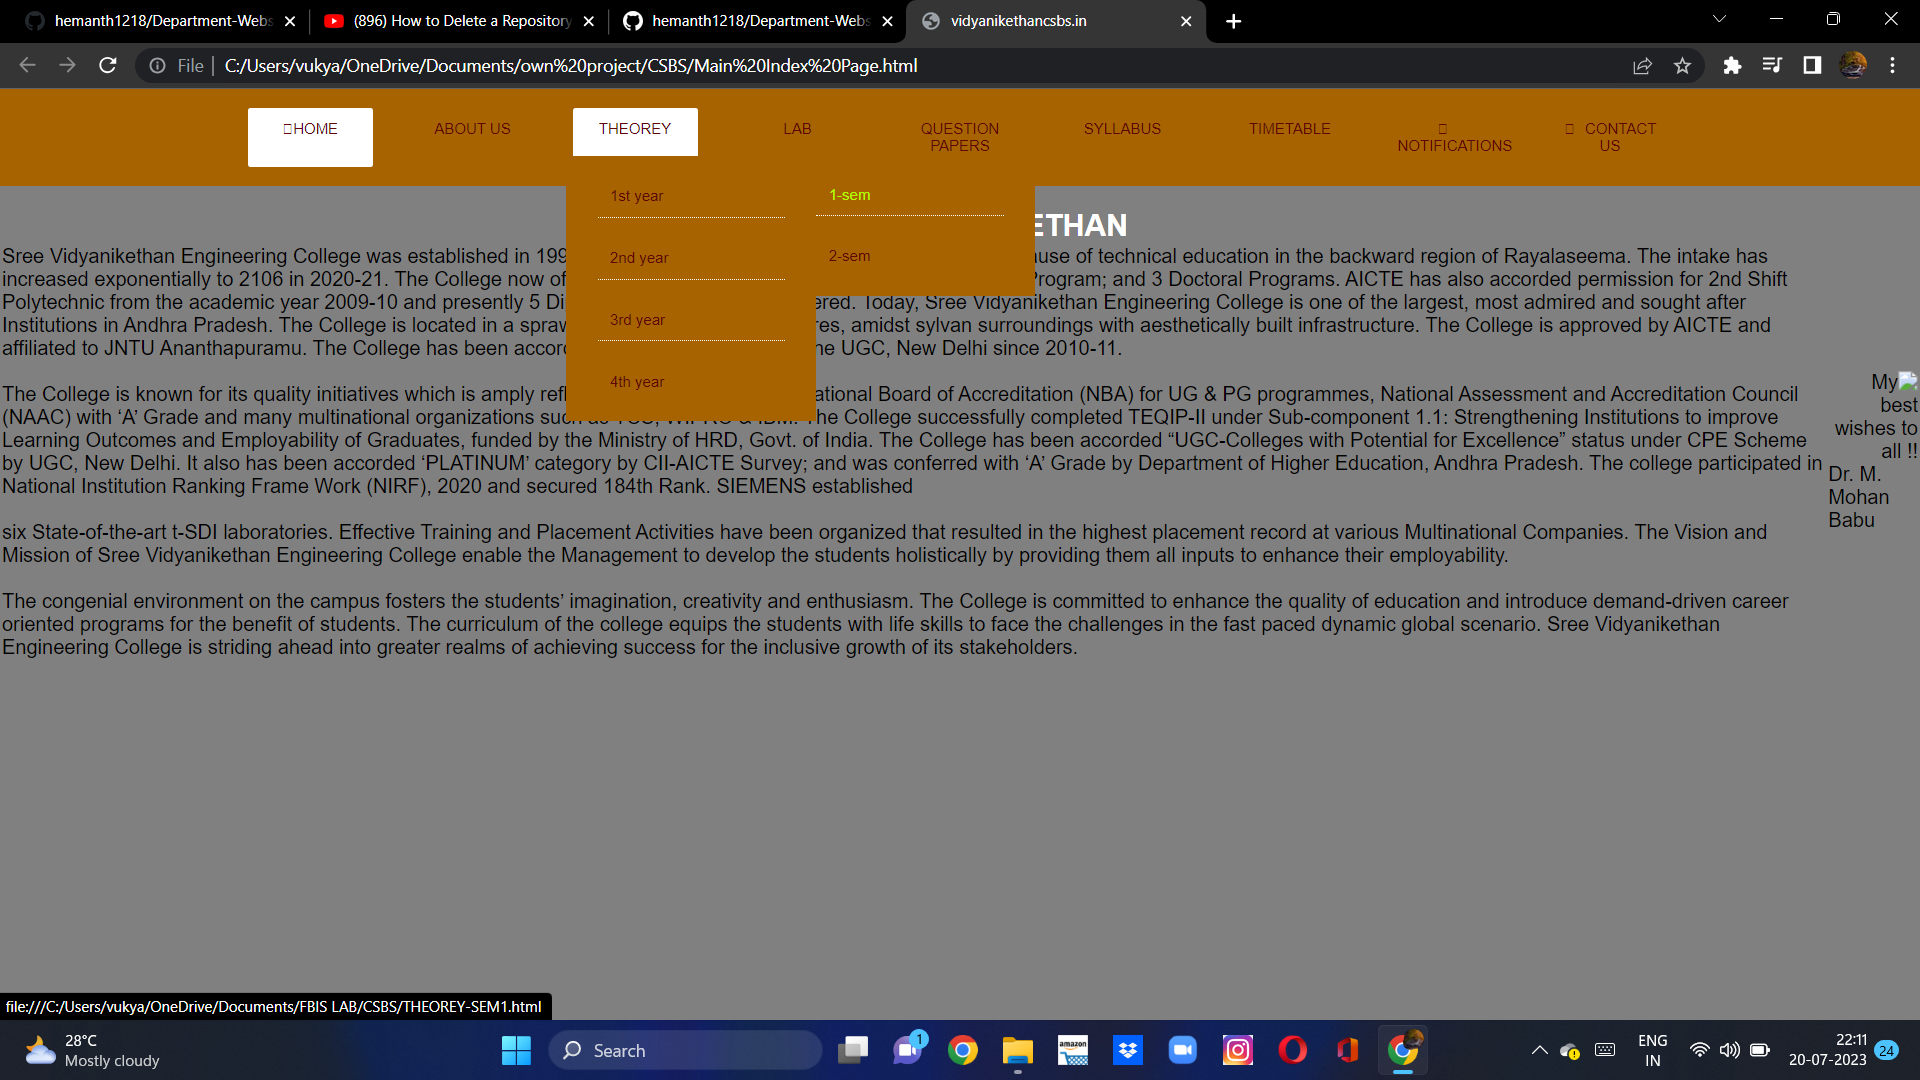 hemanth1218/Department-Webs
(896) How to Delete a Repository
hemanth1218/Department-Webs
vidyanikethancsbs.in
File
C:/Users/vukya/OneDrive/Documents/own%20project/CSBS/Main%20Index%20Page.html
HOME
ABOUT US
THEOREY
LAB
QUESTION
PAPERS
SYLLABUS
TIMETABLE
NOTIFICATIONS
CONTACT
US
1st year
2nd year
3rd year
4th year
1-sem
2-sem
ETHAN
Sree Vidyanikethan Engineering College was established in 199 use of technical education in the backward region of Rayalaseema. The intake has
increased exponentially to 2106 in 2020-21. The College now of Program; and 3 Doctoral Programs. AICTE has also accorded permission for 2nd Shift
Polytechnic from the academic year 2009-10 and presently 5 Di ered. Today, Sree Vidyanikethan Engineering College is one of the largest, most admired and sought after
Institutions in Andhra Pradesh. The College is located in a spraw res, amidst sylvan surroundings with aesthetically built infrastructure. The College is approved by AICTE and
affiliated to JNTU Ananthapuramu. The College has been accor he UGC, New Delhi since 2010-11.
The College is known for its quality initiatives which is amply refl ational Board of Accreditation (NBA) for UG & PG programmes, National Assessment and Accreditation Council
(NAAC) with ‘A’ Grade and many multinational organizations such as TCS, WIPRO & IBM. The College successfully completed TEQIP-II under Sub-component 1.1: Strengthening Institutions to improve
Learning Outcomes and Employability of Graduates, funded by the Ministry of HRD, Govt. of India. The College has been accorded “UGC-Colleges with Potential for Excellence” status under CPE Scheme
by UGC, New Delhi. It also has been accorded ‘PLATINUM’ category by CII-AICTE Survey; and was conferred with ‘A’ Grade by Department of Higher Education, Andhra Pradesh. The college participated in
National Institution Ranking Frame Work (NIRF), 2020 and secured 184th Rank. SIEMENS established
six State-of-the-art t-SDI laboratories. Effective Training and Placement Activities have been organized that resulted in the highest placement record at various Multinational Companies. The Vision and
Mission of Sree Vidyanikethan Engineering College enable the Management to develop the students holistically by providing them all inputs to enhance their employability.
The congenial environment on the campus fosters the students’ imagination, creativity and enthusiasm. The College is committed to enhance the quality of education and introduce demand-driven career
oriented programs for the benefit of students. The curriculum of the college equips the students with life skills to face the challenges in the fast paced dynamic global scenario. Sree Vidyanikethan
Engineering College is striding ahead into greater realms of achieving success for the inclusive growth of its stakeholders.
My
best
wishes to
all !!
Dr. M.
Mohan
Babu
file:///C:/Users/vukya/OneDrive/Documents/FBIS LAB/CSBS/THEOREY-SEM1.html
28°C
Mostly cloudy
Search
1
amazon
ENG
IN
22:11
20-07-2023
24